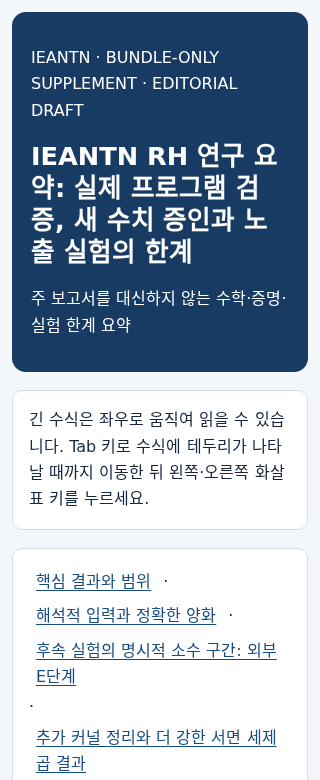 IEANTN · BUNDLE-ONLY
SUPPLEMENT · EDITORIAL
DRAFT
IEANTN RH 연구 요
약: 실제 프로그램 검
증, 새 수치 증인과 노
출 실험의 한계
주 보고서를 대신하지 않는 수학·증명·
실험 한계 요약
긴 수식은 좌우로 움직여 읽을 수 있습
니다. Tab 키로 수식에 테두리가 나타
날 때까지 이동한 뒤 왼쪽·오른쪽 화살
표 키를 누르세요.
핵심 결과와 범위 ·
해석적 입력과 정확한 양화 ·
후속 실험의 명시적 소수 구간: 외부
E단계
·
추가 커널 정리와 더 강한 서면 세제
곱 결과